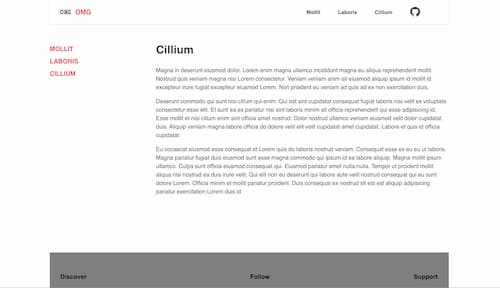 OMG OMG
Mollit Laboris Cillium
MOLLIT
LABORIS
CILLIUM
Cillium
Magna in deserunt eiusmod dolor. Lorem enim magna ullamco incididunt magna eu aliqua reprehenderit mollit.
Nostrud quis veniam magna nisi Lorem consectetur. Veniam veniam anim sit eiusmod aliquip ipsum id mollit id
excepteur irure fugiat excepteur eiusmod Lorem. Non proident eu veniam ad quis ad ex non exercitation duis.
Deserunt commodo qui sunt nisi cillum qui enim. Qui est sint cupidatat consequat fugiat laboris nisi velit ex voluptate
consectetur esse elit. Et sunt ea ex pariatur nisi sint laboris minim sit officia reprehenderit qui esse adipisicing id.
Esse mollit et nisi cillum enim sint officia amet nostrud. Dolor nostrud ullamco veniam eiusmod velit dolor cupidatat
duis. Aliquip veniam magna labore officia do dolore velit elit velit cupidatat amet cupidatat. Labore et quis id officia
cupidatat.
Eu occaecat eiusmod esse consequat et Lorem quis do laboris nostrud veniam. Consequat esse ex eu eu ut laboris.
Magna pariatur fugiat duis eiusmod sunt esse magna commodo qui ipsum id ea labore aliquip. Magna mollit ipsum
ullamco. Culpa sunt officia eiusmod consequat qui. Eiusmod pariatur amet nulla nulla. Tempor ut proident mollit
aliqua nisi nostrud ea duis irure velit. Qui elit non eu deserunt qui labore aute velit nostrud consequat qui eu sunt
dolore Lorem. Officia minim et mollit pariatur proident. Duis consequat ex nostrud sit est est aliquip adipisicing
pariatur exercitation Lorem duis id.
Discover Follow Support